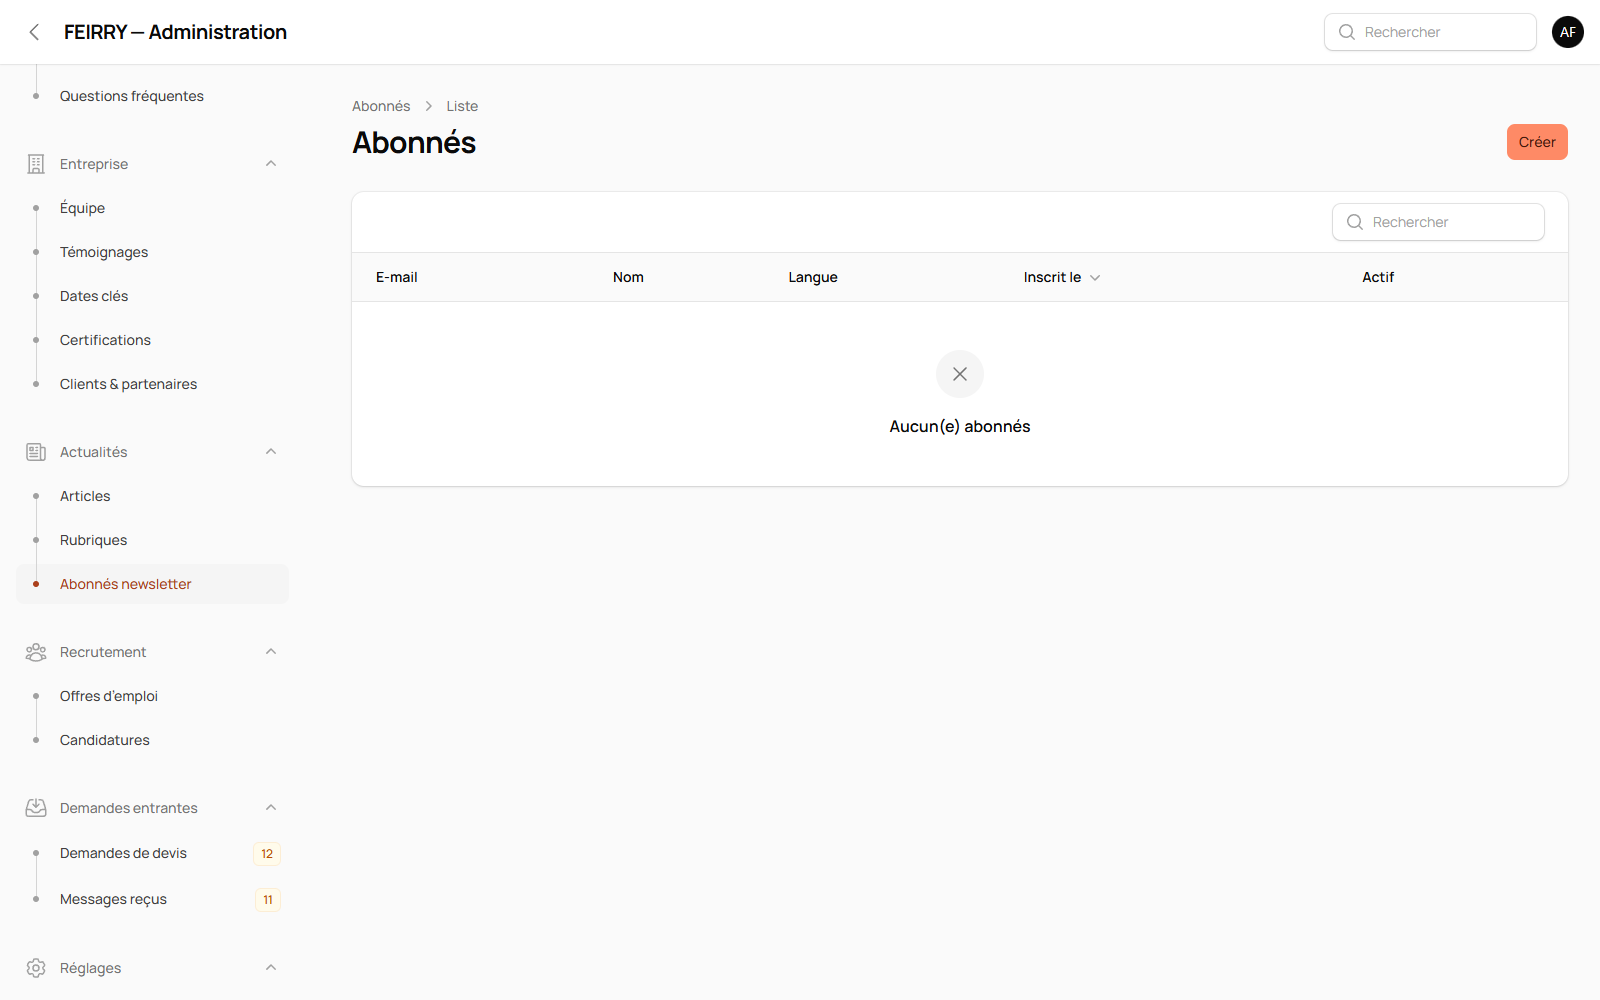 FEIRRY — Administration
Rechercher
AF
Questions fréquentes
Entreprise
Équipe
Témoignages
Dates clés
Certifications
Clients & partenaires
Actualités
Articles
Rubriques
Abonnés newsletter
Recrutement
Offres d'emploi
Candidatures
Demandes entrantes
Demandes de devis 12
Messages reçus 11
Réglages
Abonnés > Liste
Abonnés
Créer
Rechercher
E-mail Nom Langue Inscrit le Actif
Aucun(e) abonnés